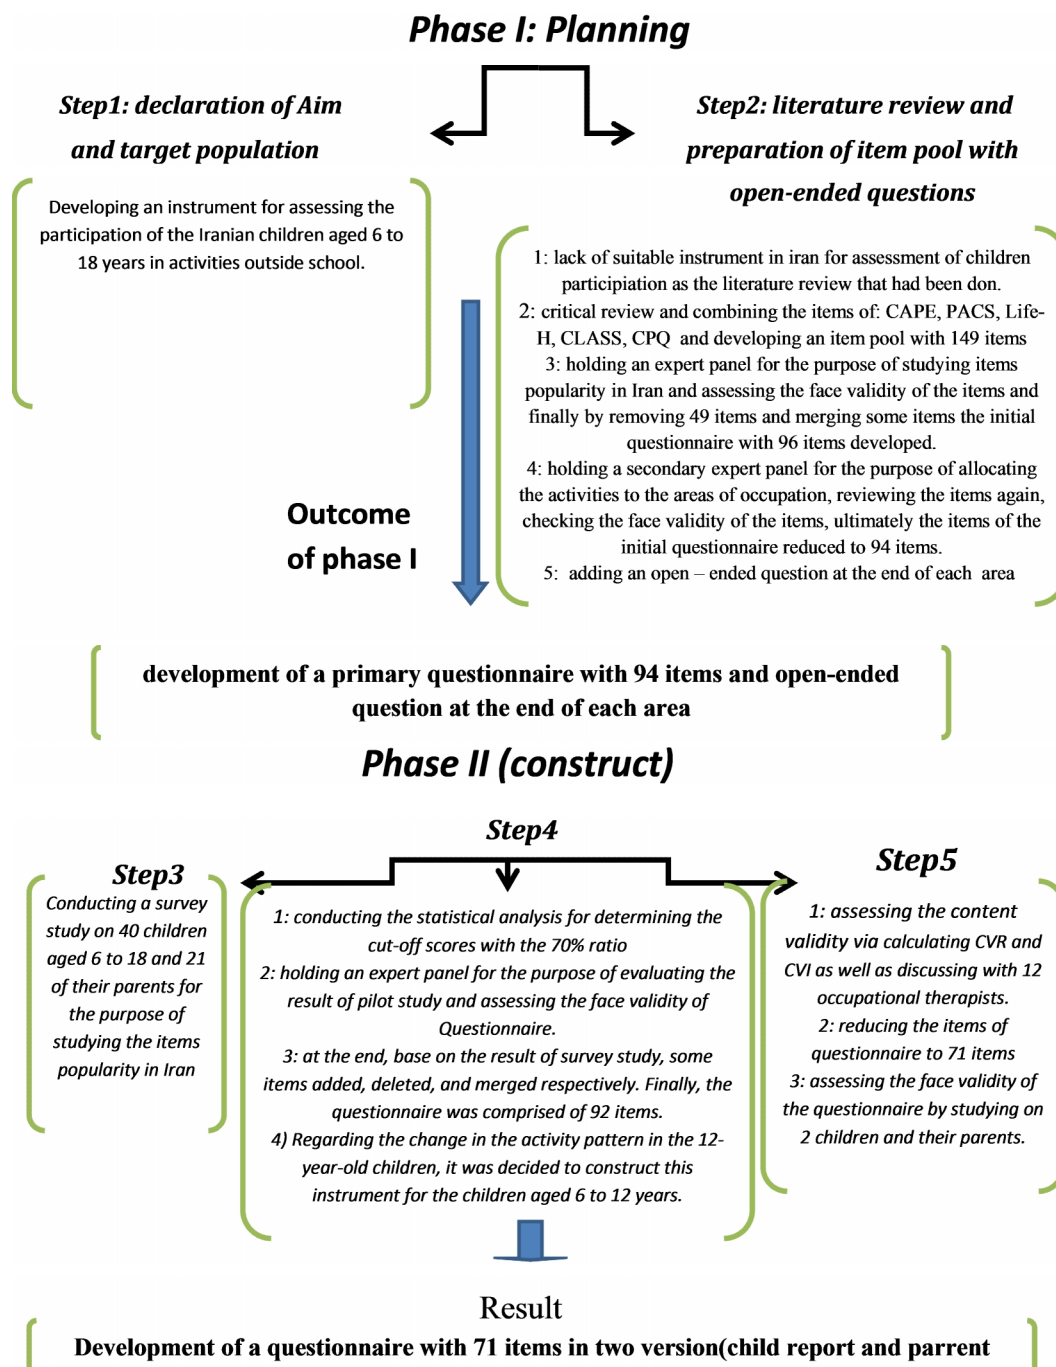 Phase I: Planning
Step1: declaration of Aim
and target population
Developing an instrument for assessing the
participation of the Iranian children aged 6 to
18 years in activities outside school.
Step2: literature review and
preparation of item pool with
open-ended questions
1: lack of suitable instrument in iran for assessment of children
participiation as the literature review that had been don.
2: critical review and combining the items of: CAPE, PACS, Life-
H, CLASS, CPQ and developing an item pool with 149 items
3: holding an expert panel for the purpose of studying items
popularity in Iran and assessing the face validity of the items and
finally by removing 49 items and merging some items the initial
questionnaire with 96 items developed.
4: holding a secondary expert panel for the purpose of allocating
the activities to the areas of occupation, reviewing the items again,
checking the face validity of the items, ultimately the items of the
initial questionnaire reduced to 94 items.
5: adding an open – ended question at the end of each area
Outcome
of phase I
development of a primary questionnaire with 94 items and open-ended
question at the end of each area
Phase II (construct)
Step3
Conducting a survey
study on 40 children
aged 6 to 18 and 21
of their parents for
the purpose of
studying the items
popularity in Iran
Step4
1: conducting the statistical analysis for determining the
cut-off scores with the 70% ratio
2: holding an expert panel for the purpose of evaluating the
result of pilot study and assessing the face validity of
Questionnaire.
3: at the end, base on the result of survey study, some
items added, deleted, and merged respectively. Finally, the
questionnaire was comprised of 92 items.
4) Regarding the change in the activity pattern in the 12-
year-old children, it was decided to construct this
instrument for the children aged 6 to 12 years.
Step5
1: assessing the content
validity via calculating CVR and
CVI as well as discussing with 12
occupational therapists.
2: reducing the items of
questionnaire to 71 items
3: assessing the face validity of
the questionnaire by studying on
2 children and their parents.
Result
Development of a questionnaire with 71 items in two version(child report and parrent